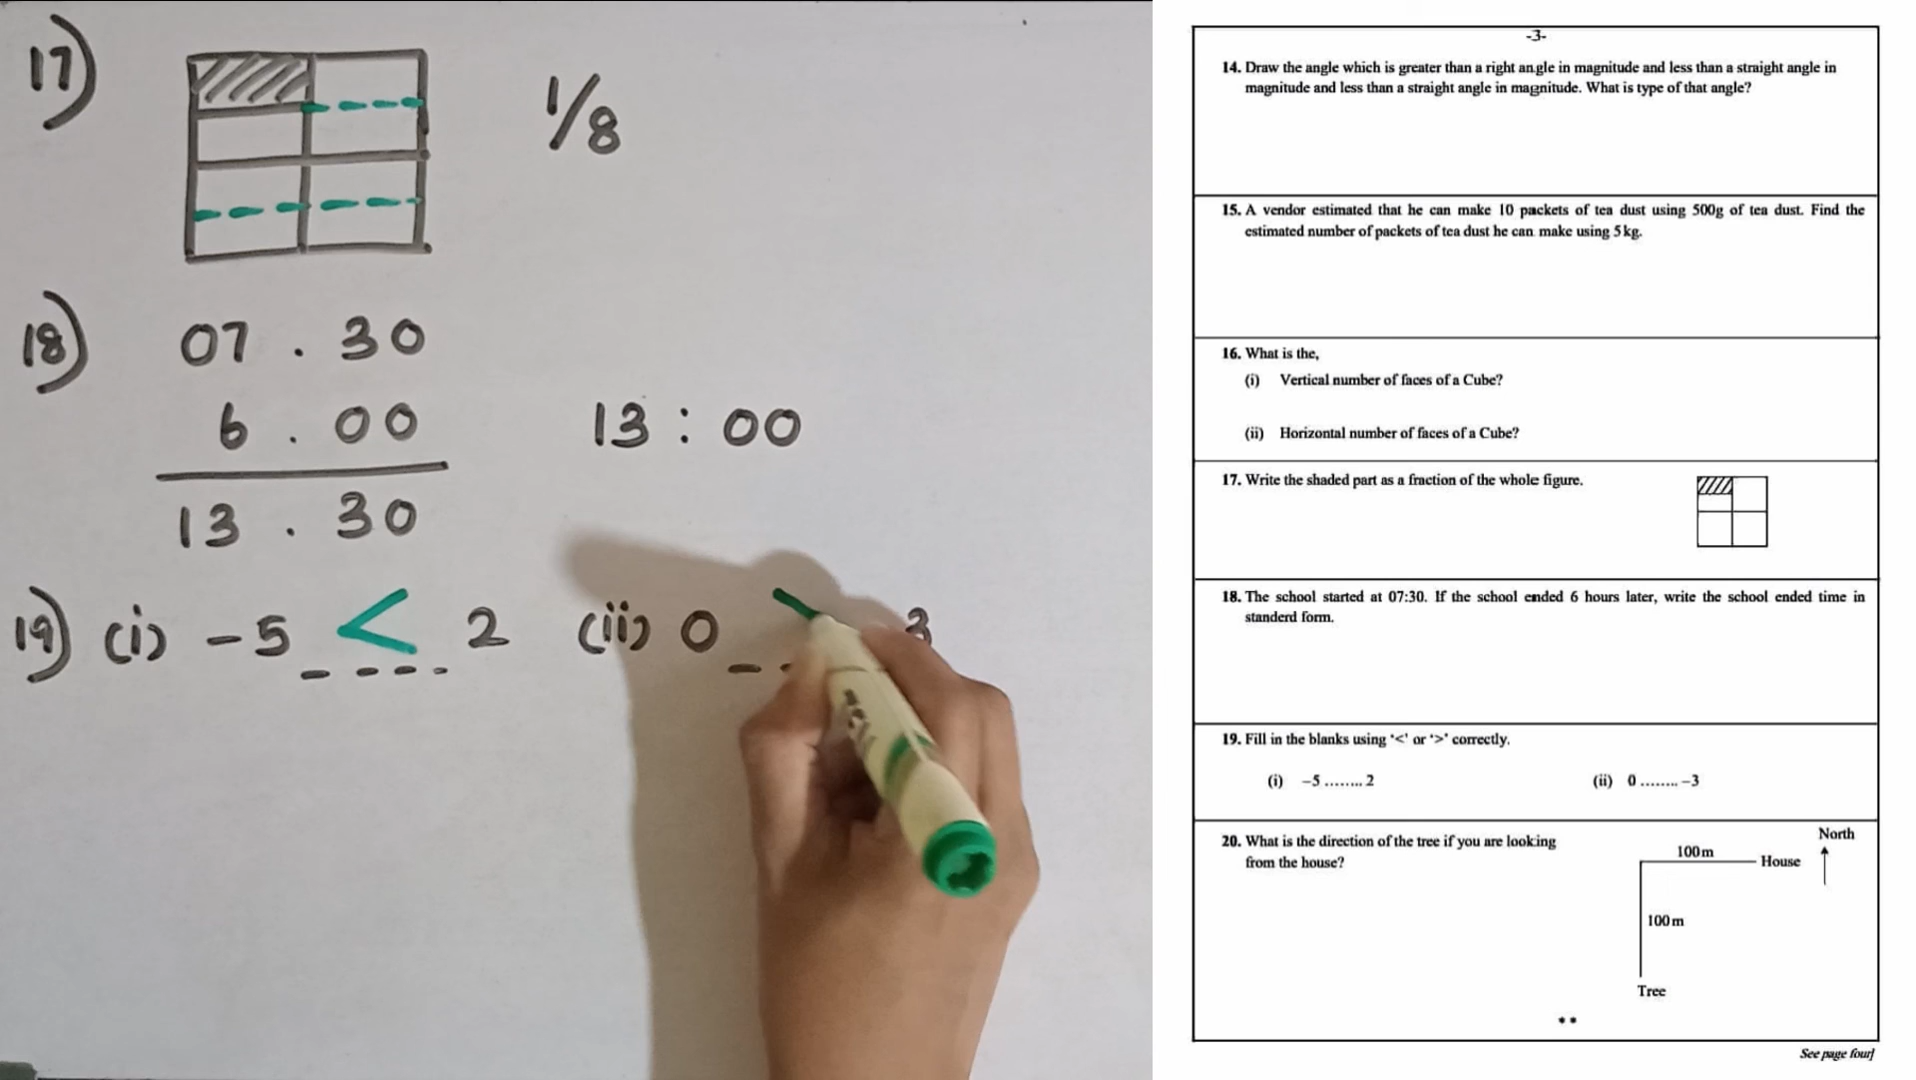 17)
1/8
18) 07 . 30
6 . 00
13 : 00
13 . 30
19) (i) -5 < 2 (ii) 0
-3-
14. Draw the angle which is greater than a right angle in magnitude and less than a straight angle in
magnitude and less than a straight angle in magnitude. What is type of that angle?
15. A vendor estimated that he can make 10 packets of tea dust using 500g of tea dust. Find the
estimated number of packets of tea dust he can make using 5 kg.
16. What is the,
(i) Vertical number of faces of a Cube?
(ii) Horizontal number of faces of a Cube?
17. Write the shaded part as a fraction of the whole figure.
18. The school started at 07:30. If the school ended 6 hours later, write the school ended time in
standerd form.
19. Fill in the blanks using '<' or '>' correctly.
(i) -5 ........ 2 (ii) 0 ........ -3
20. What is the direction of the tree if you are looking
from the house?
North
100 m
House
100 m
Tree
**
See page four]